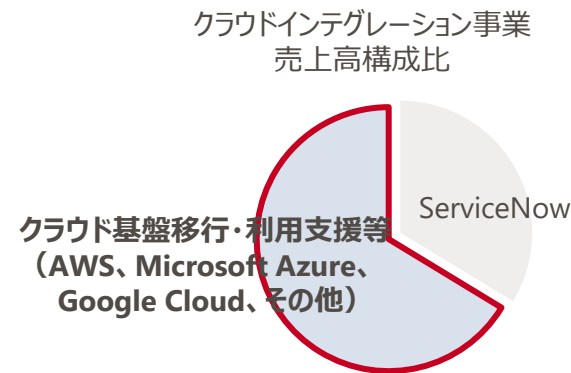 クラウドインテグレーション事業
売上高構成比
ServiceNow
クラウド基盤移行・利用支援等
（AWS、Microsoft Azure、
Google Cloud、その他）